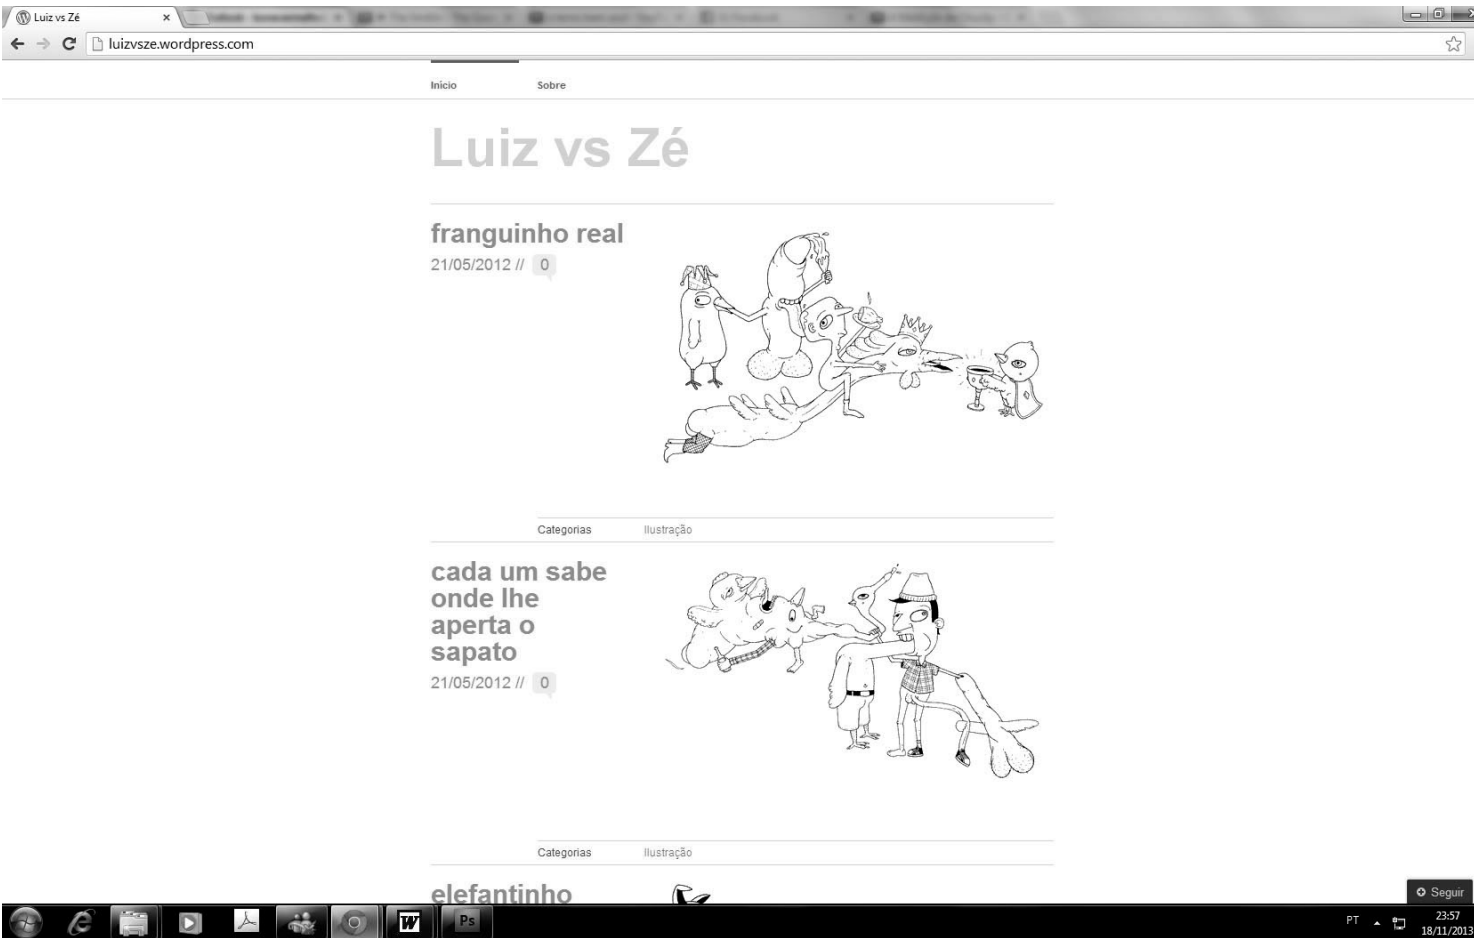 Luiz vs Zé
luizvsze.wordpress.com
Início
Sobre
Luiz vs Zé
franguinho real
21/05/2012 // 0
Categorias
Ilustração
cada um sabe
onde lhe
aperta o
sapato
21/05/2012 // 0
Categorias
Ilustração
elefantinho
Seguir
W
Ps
PT
23:57
18/11/2013